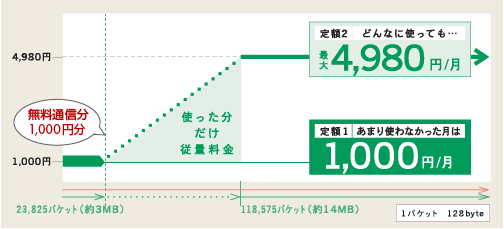 定額2 どんなに使っても…
最大4,980円/月
4,980円
無料通信分
1,000円分
使った分
だけ
従量料金
定額1 あまり使わなかった月は
1,000円/月
1,000円
23,825パケット(約3MB)
118,575パケット(約14MB)
1パケット 128byte